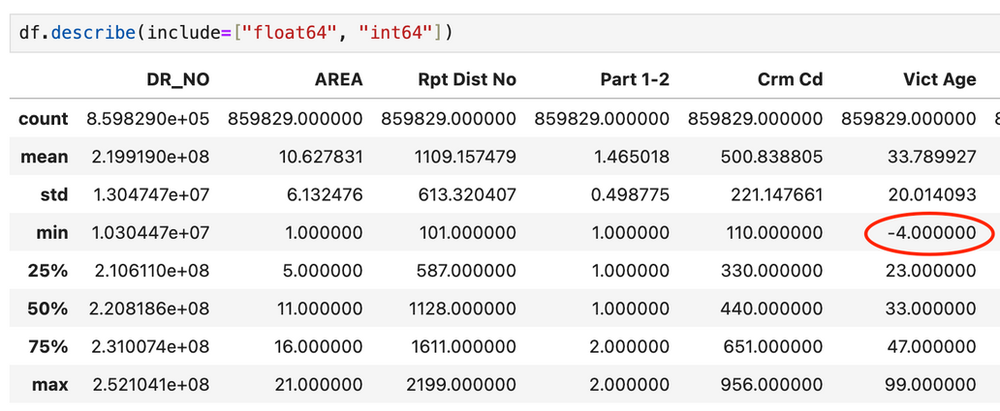 df.describe(include=["float64", "int64"])
DR_NO AREA Rpt Dist No Part 1-2 Crm Cd Vict Age
count 8.598290e+05 859829.000000 859829.000000 859829.000000 859829.000000 859829.000000
mean 2.199190e+08 10.627831 1109.157479 1.465018 500.838805 33.789927
std 1.304747e+07 6.132476 613.320407 0.498775 221.147661 20.014093
min 1.030447e+07 1.000000 101.000000 1.000000 110.000000 -4.000000
25% 2.106110e+08 5.000000 587.000000 1.000000 330.000000 23.000000
50% 2.208186e+08 11.000000 1128.000000 1.000000 440.000000 33.000000
75% 2.310074e+08 16.000000 1611.000000 2.000000 651.000000 47.000000
max 2.521041e+08 21.000000 2199.000000 2.000000 956.000000 99.000000